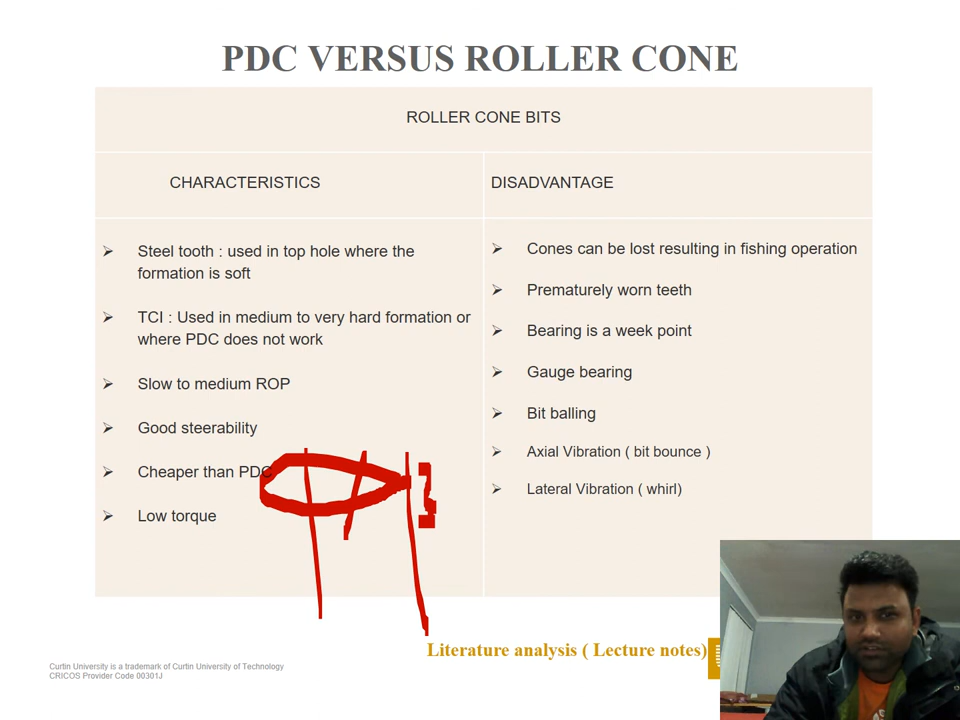 PDC VERSUS ROLLER CONE
ROLLER CONE BITS
CHARACTERISTICS
DISADVANTAGE
Steel tooth : used in top hole where the
formation is soft
TCI : Used in medium to very hard formation or
where PDC does not work
Slow to medium ROP
Good steerability
Cheaper than PDC
Low torque
Cones can be lost resulting in fishing operation
Prematurely worn teeth
Bearing is a week point
Gauge bearing
Bit balling
Axial Vibration ( bit bounce )
Lateral Vibration ( whirl)
Literature analysis ( Lecture notes)
Curtin University is a trademark of Curtin University of Technology
CRICOS Provider Code 00301J